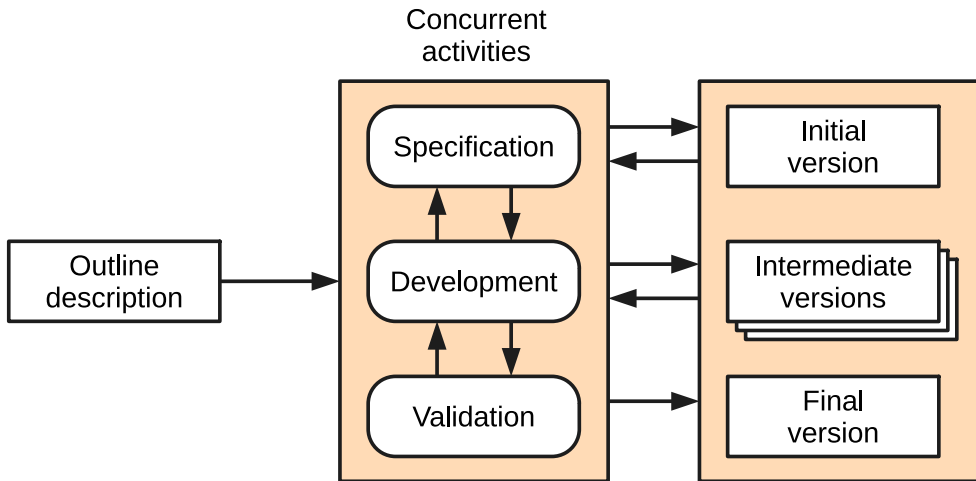 Concurrent
activities
Outline
description
Specification
Development
Validation
Initial
version
Intermediate
versions
Final
version